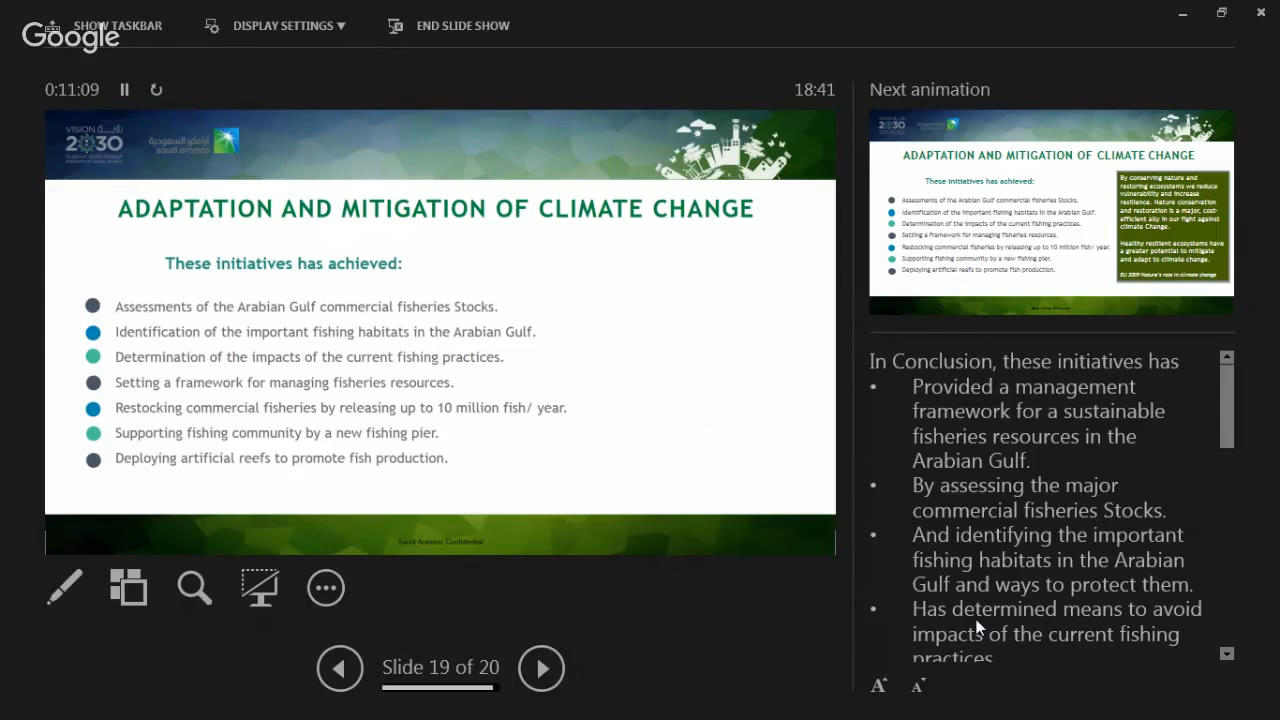 SHOW TASKBAR
DISPLAY SETTINGS ▼
END SLIDE SHOW
Google
0:11:09
18:41
VISION رؤية
2030
أرامكو السعودية
saudi aramco
ADAPTATION AND MITIGATION OF CLIMATE CHANGE
These initiatives has achieved:
Assessments of the Arabian Gulf commercial fisheries Stocks.
Identification of the important fishing habitats in the Arabian Gulf.
Determination of the impacts of the current fishing practices.
Setting a framework for managing fisheries resources.
Restocking commercial fisheries by releasing up to 10 million fish/ year.
Supporting fishing community by a new fishing pier.
Deploying artificial reefs to promote fish production.
Saudi Aramco: Confidential
Slide 19 of 20
Next animation
2030
ADAPTATION AND MITIGATION OF CLIMATE CHANGE
These initiatives has achieved:
Assessments of the Arabian Gulf commercial fisheries Stocks.
Identification of the important fishing habitats in the Arabian Gulf.
Determination of the impacts of the current fishing practices.
Setting a framework for managing fisheries resources.
Restocking commercial fisheries by releasing up to 10 million fish/ year.
Supporting fishing community by a new fishing pier.
Deploying artificial reefs to promote fish production.
By conserving nature and
restoring ecosystems we reduce
vulnerability and increase
resilience. Nature conservation
and restoration is a major, cost-
efficient ally in our fight against
climate Change.
Healthy resilient ecosystems have
a greater potential to mitigate
and adapt to climate change.
EU 2009 Nature's role in climate change
In Conclusion, these initiatives has
• Provided a management
framework for a sustainable
fisheries resources in the
Arabian Gulf.
• By assessing the major
commercial fisheries Stocks.
• And identifying the important
fishing habitats in the Arabian
Gulf and ways to protect them.
• Has determined means to avoid
impacts of the current fishing
practices
A A